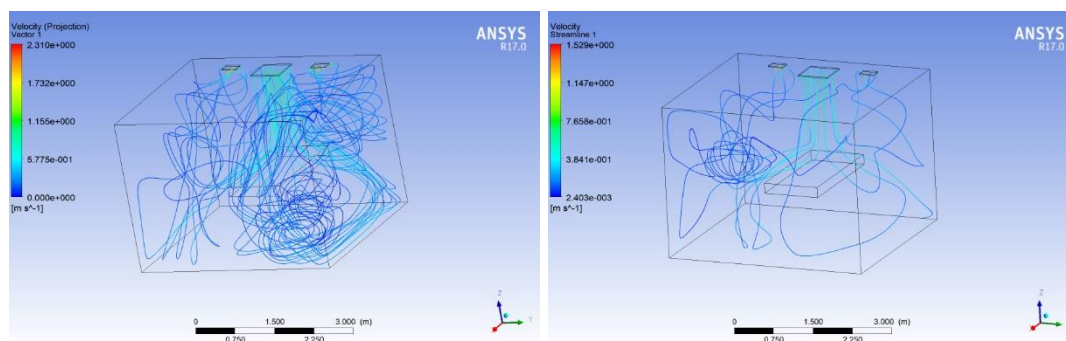 Velocity (Projection)
Vector 1
2.310e+000
1.732e+000
1.155e+000
5.775e-001
0.000e+000
[m s^-1]
ANSYS
R17.0
Z
Y
0 1.500 3.000 (m)
0.750 2.250
Velocity
Streamline 1
1.529e+000
1.147e+000
7.658e-001
3.841e-001
2.403e-003
[m s^-1]
ANSYS
R17.0
Z
Y
0 1.500 3.000 (m)
0.750 2.250